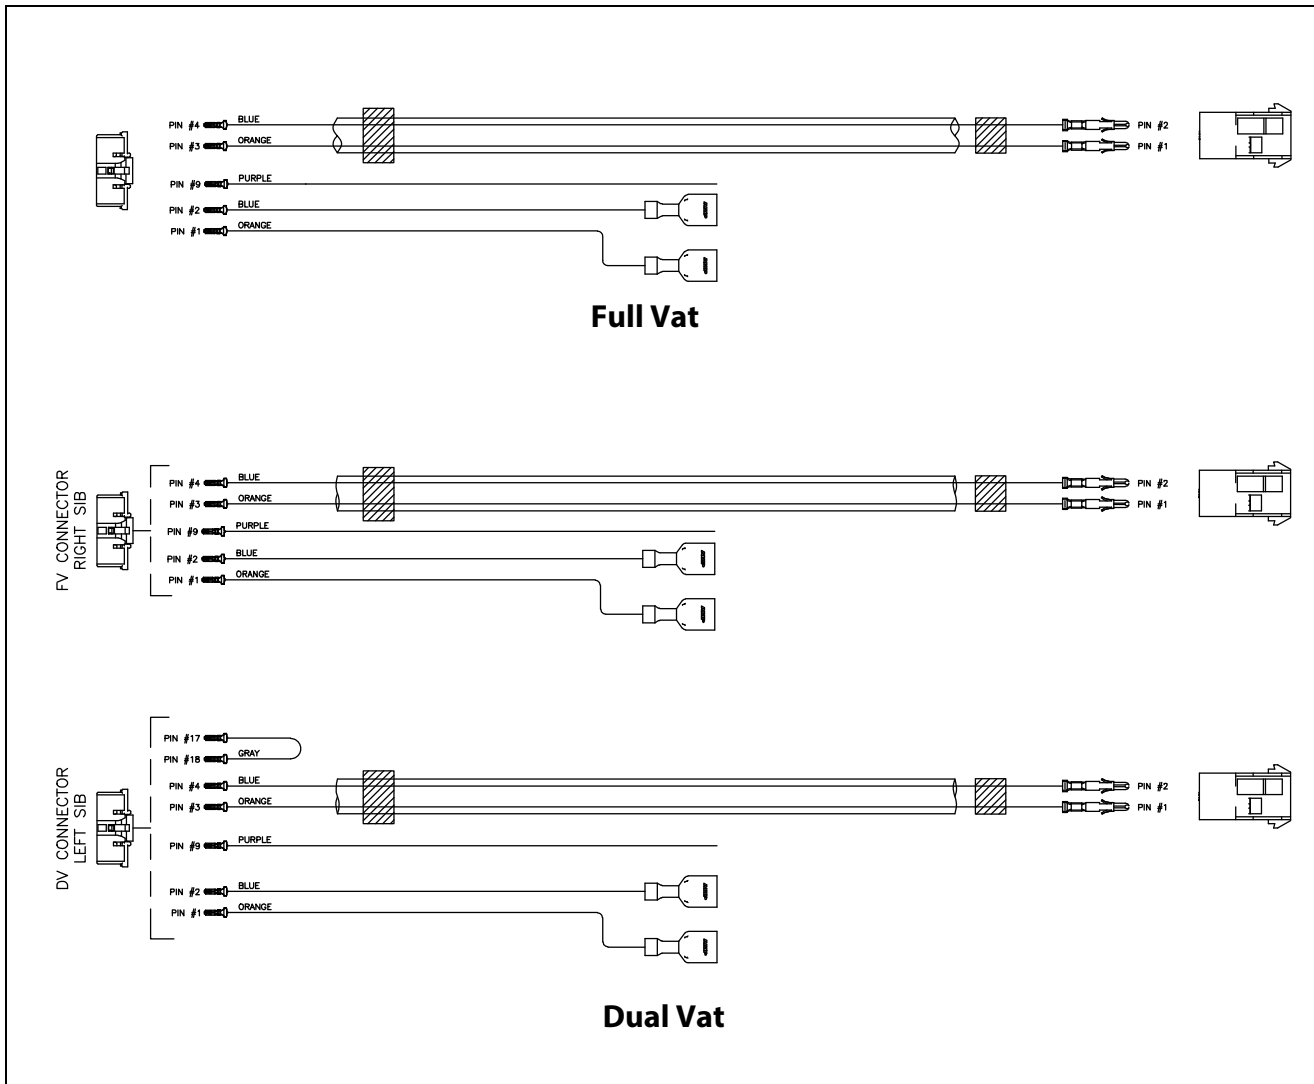 PIN #4 BLUE PIN #2
PIN #3 ORANGE PIN #1
PIN #9 PURPLE
PIN #2 BLUE
PIN #1 ORANGE
Full Vat
FV CONNECTOR
RIGHT SIB
PIN #4 BLUE PIN #2
PIN #3 ORANGE PIN #1
PIN #9 PURPLE
PIN #2 BLUE
PIN #1 ORANGE
DV CONNECTOR
LEFT SIB
PIN #17
PIN #18 GRAY
PIN #4 BLUE PIN #2
PIN #3 ORANGE PIN #1
PIN #9 PURPLE
PIN #2 BLUE
PIN #1 ORANGE
Dual Vat